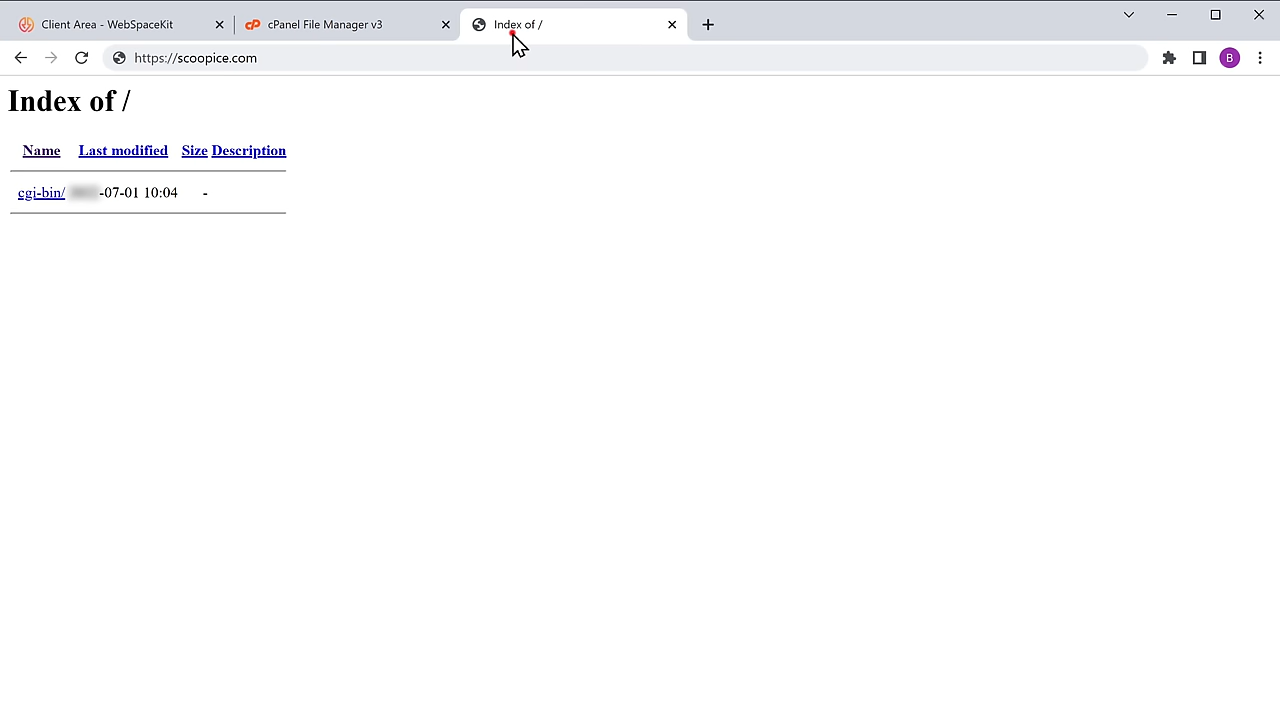 Client Area - WebSpaceKit
cPanel File Manager v3
Index of /
https://scoopice.com
B
Index of /
Name Last modified Size Description
cgi-bin/ -07-01 10:04 -